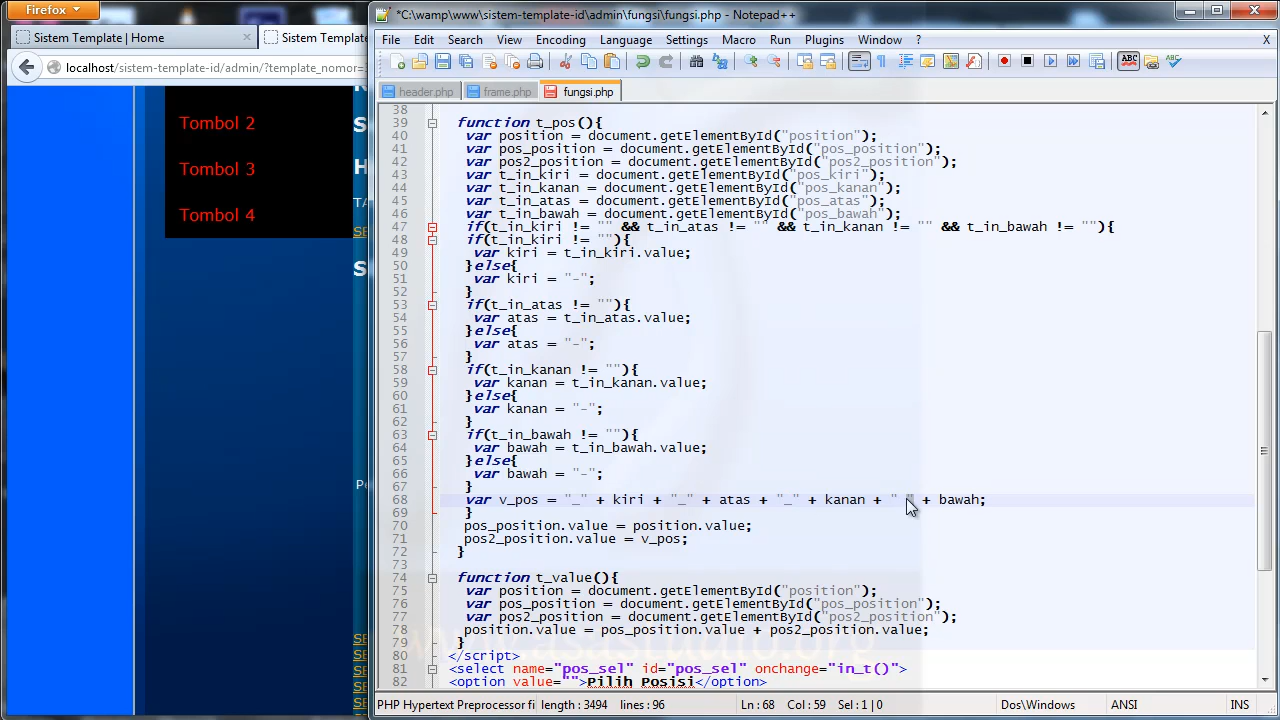 Firefox
Sistem Template | Home
Sistem Template
localhost/sistem-template-id/admin/?template_nomor=
Tombol 2
Tombol 3
Tombol 4
*C:\wamp\www\sistem-template-id\admin\fungsi\fungsi.php - Notepad++
File Edit Search View Encoding Language Settings Macro Run Plugins Window ? X
header.php frame.php fungsi.php
38
39 function t_pos(){
40 var position = document.getElementById("position");
41 var pos_position = document.getElementById("pos_position");
42 var pos2_position = document.getElementById("pos2_position");
43 var t_in_kiri = document.getElementById("pos_kiri");
44 var t_in_kanan = document.getElementById("pos_kanan");
45 var t_in_atas = document.getElementById("pos_atas");
46 var t_in_bawah = document.getElementById("pos_bawah");
47 if(t_in_kiri != "" && t_in_atas != "" && t_in_kanan != "" && t_in_bawah != ""){
48 if(t_in_kiri != ""){
49 var kiri = t_in_kiri.value;
50 }else{
51 var kiri = "-";
52 }
53 if(t_in_atas != ""){
54 var atas = t_in_atas.value;
55 }else{
56 var atas = "-";
57 }
58 if(t_in_kanan != ""){
59 var kanan = t_in_kanan.value;
60 }else{
61 var kanan = "-";
62 }
63 if(t_in_bawah != ""){
64 var bawah = t_in_bawah.value;
65 }else{
66 var bawah = "-";
67 }
68 var v_pos = "_" + kiri + "_" + atas + "_" + kanan + "_" + bawah;
69 }
70 pos_position.value = position.value;
71 pos2_position.value = v_pos;
72 }
73
74 function t_value(){
75 var position = document.getElementById("position");
76 var pos_position = document.getElementById("pos_position");
77 var pos2_position = document.getElementById("pos2_position");
78 position.value = pos_position.value + pos2_position.value;
79 }
80 </script>
81 <select name="pos_sel" id="pos_sel" onchange="in_t()">
82 <option value="">Pilih Posisi</option>
PHP Hypertext Preprocessor length : 3494 lines : 96 Sel : 1 | 0 Dos\Windows ANSI INS